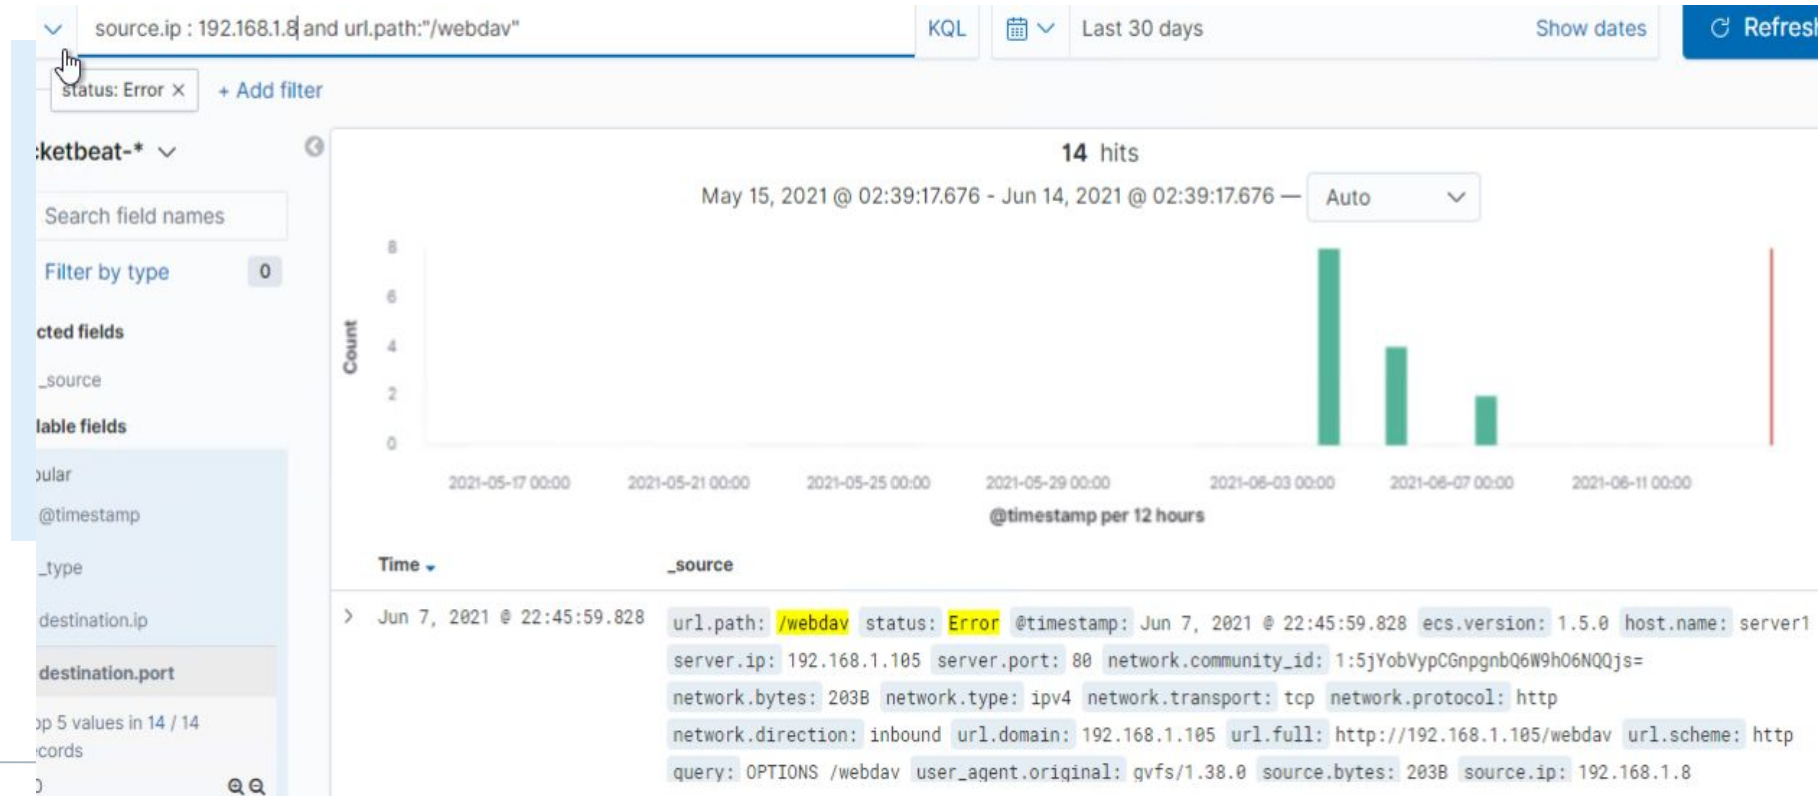 source.ip : 192.168.1.8 and url.path:"/webdav" KQL Last 30 days Show dates Refresh
status: Error × + Add filter
cketbeat-*
14 hits
May 15, 2021 @ 02:39:17.676 - Jun 14, 2021 @ 02:39:17.676 — Auto
Search field names
Filter by type 0
cted fields
_source
lable fields
pular
@timestamp
_type
destination.ip
destination.port
op 5 values in 14 / 14
ecords
Count
8
6
4
2
0
2021-05-17 00:00 2021-05-21 00:00 2021-05-25 00:00 2021-05-29 00:00 2021-06-03 00:00 2021-06-07 00:00 2021-06-11 00:00
@timestamp per 12 hours
Time _source
Jun 7, 2021 @ 22:45:59.828 url.path: /webdav status: Error @timestamp: Jun 7, 2021 @ 22:45:59.828 ecs.version: 1.5.0 host.name: server1
server.ip: 192.168.1.105 server.port: 80 network.community_id: 1:5jYobVypCGnpgnbQ6W9hO6NQQjs=
network.bytes: 203B network.type: ipv4 network.transport: tcp network.protocol: http
network.direction: inbound url.domain: 192.168.1.105 url.full: http://192.168.1.105/webdav url.scheme: http
query: OPTIONS /webdav user_agent.original: gvfs/1.38.0 source.bytes: 203B source.ip: 192.168.1.8